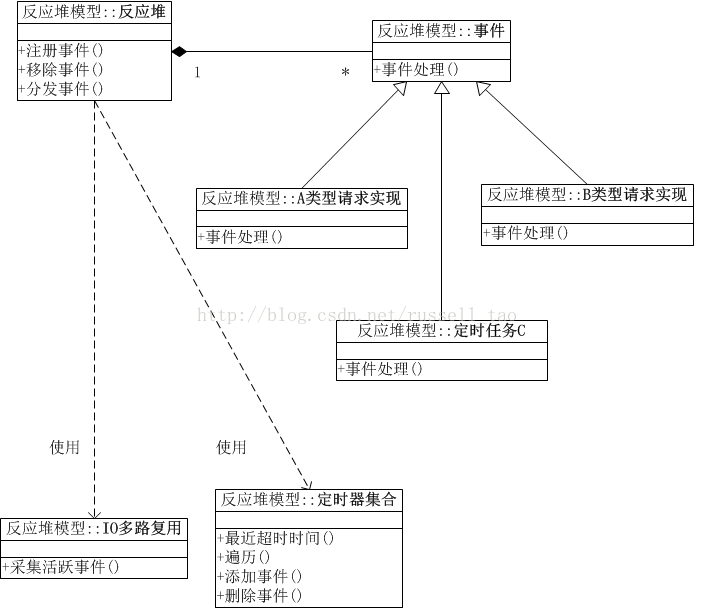 反应堆模型::反应堆
+注册事件()
+移除事件()
+分发事件()
1
*
反应堆模型::事件
+事件处理()
反应堆模型::A类型请求实现
+事件处理()
反应堆模型::B类型请求实现
+事件处理()
http://blog.csdn.net/russell_tao
反应堆模型::定时任务C
+事件处理()
使用
使用
反应堆模型::IO多路复用
+采集活跃事件()
反应堆模型::定时器集合
+最近超时时间()
+遍历()
+添加事件()
+删除事件()